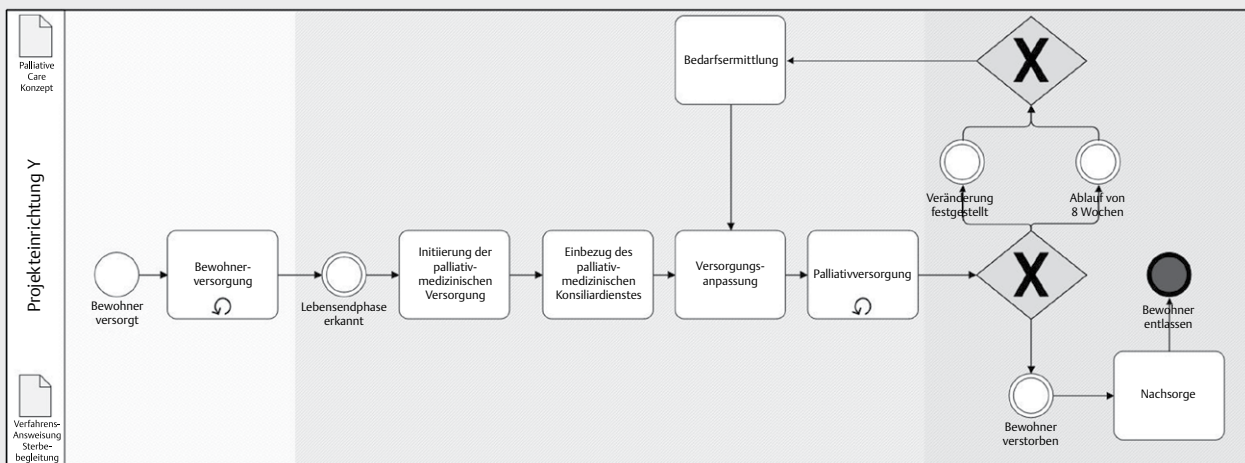 Palliative
Care
Konzept
Projekteinrichtung Y
Verfahrens-
Anweisung
Sterbe-
begleitung
Bewohner
versorgt
Bewohner-
versorgung
Lebensendphase
erkannt
Initiierung der
palliativ-
medizinischen
Versorgung
Einbezug des
palliativ-
medizinischen
Konsiliardienstes
Bedarfsermittlung
Versorgungs-
anpassung
Palliativversorgung
X
Veränderung
festgestellt
Ablauf von
8 Wochen
X
Bewohner
verstorben
Nachsorge
Bewohner
entlassen